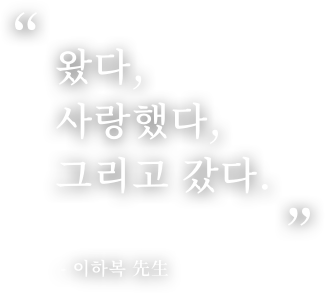 “
왔다,
사랑했다,
그리고 갔다.
”
이하복 先生